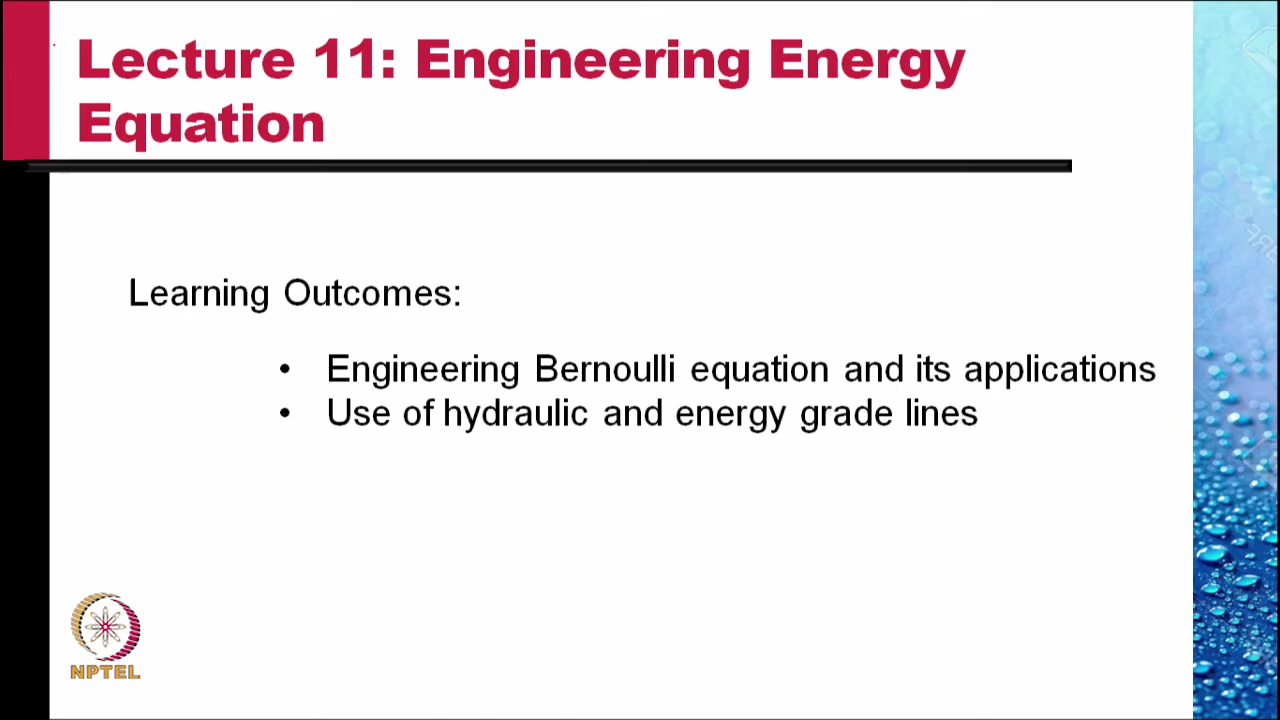 Lecture 11: Engineering Energy
Equation
Learning Outcomes:
• Engineering Bernoulli equation and its applications
• Use of hydraulic and energy grade lines
NPTEL